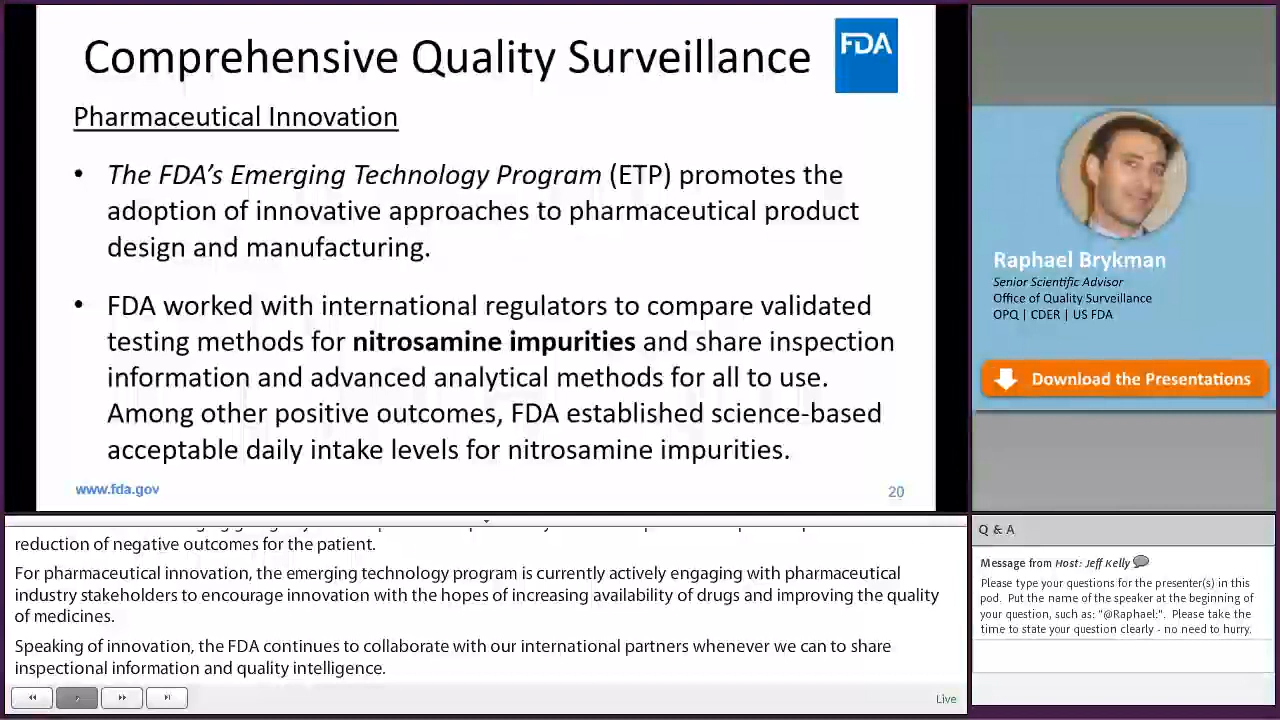 Comprehensive Quality Surveillance
FDA
Pharmaceutical Innovation
• The FDA's Emerging Technology Program (ETP) promotes the
adoption of innovative approaches to pharmaceutical product
design and manufacturing.
• FDA worked with international regulators to compare validated
testing methods for nitrosamine impurities and share inspection
information and advanced analytical methods for all to use.
Among other positive outcomes, FDA established science-based
acceptable daily intake levels for nitrosamine impurities.
www.fda.gov
20
Raphael Brykman
Senior Scientific Advisor
Office of Quality Surveillance
OPQ | CDER | US FDA
Download the Presentations
reduction of negative outcomes for the patient.
For pharmaceutical innovation, the emerging technology program is currently actively engaging with pharmaceutical
industry stakeholders to encourage innovation with the hopes of increasing availability of drugs and improving the quality
of medicines.
Speaking of innovation, the FDA continues to collaborate with our international partners whenever we can to share
inspectional information and quality intelligence.
Live
Q & A
Message from Host: Jeff Kelly
Please type your questions for the presenter(s) in this
pod. Put the name of the speaker at the beginning of
your question, such as: "@Raphael:". Please take the
time to state your question clearly - no need to hurry.